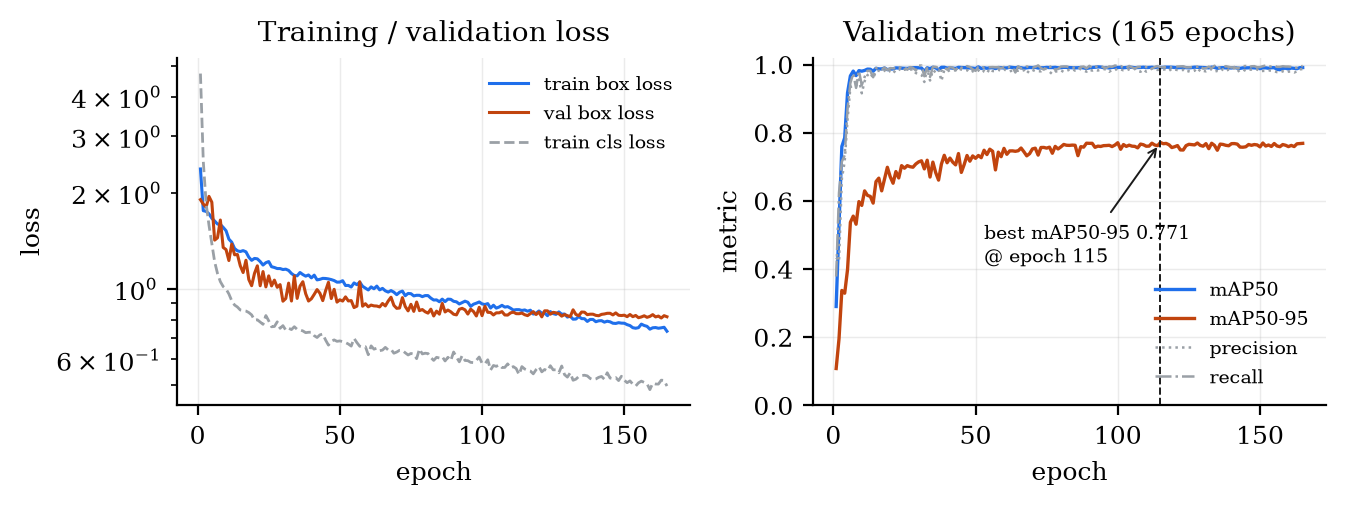 Training / validation loss
loss
4 × 10⁰
3 × 10⁰
2 × 10⁰
10⁰
6 × 10⁻¹
train box loss
val box loss
train cls loss
0
50
100
150
epoch
Validation metrics (165 epochs)
metric
1.0
0.8
0.6
0.4
0.2
0.0
best mAP50-95 0.771
@ epoch 115
mAP50
mAP50-95
precision
recall
0
50
100
150
epoch